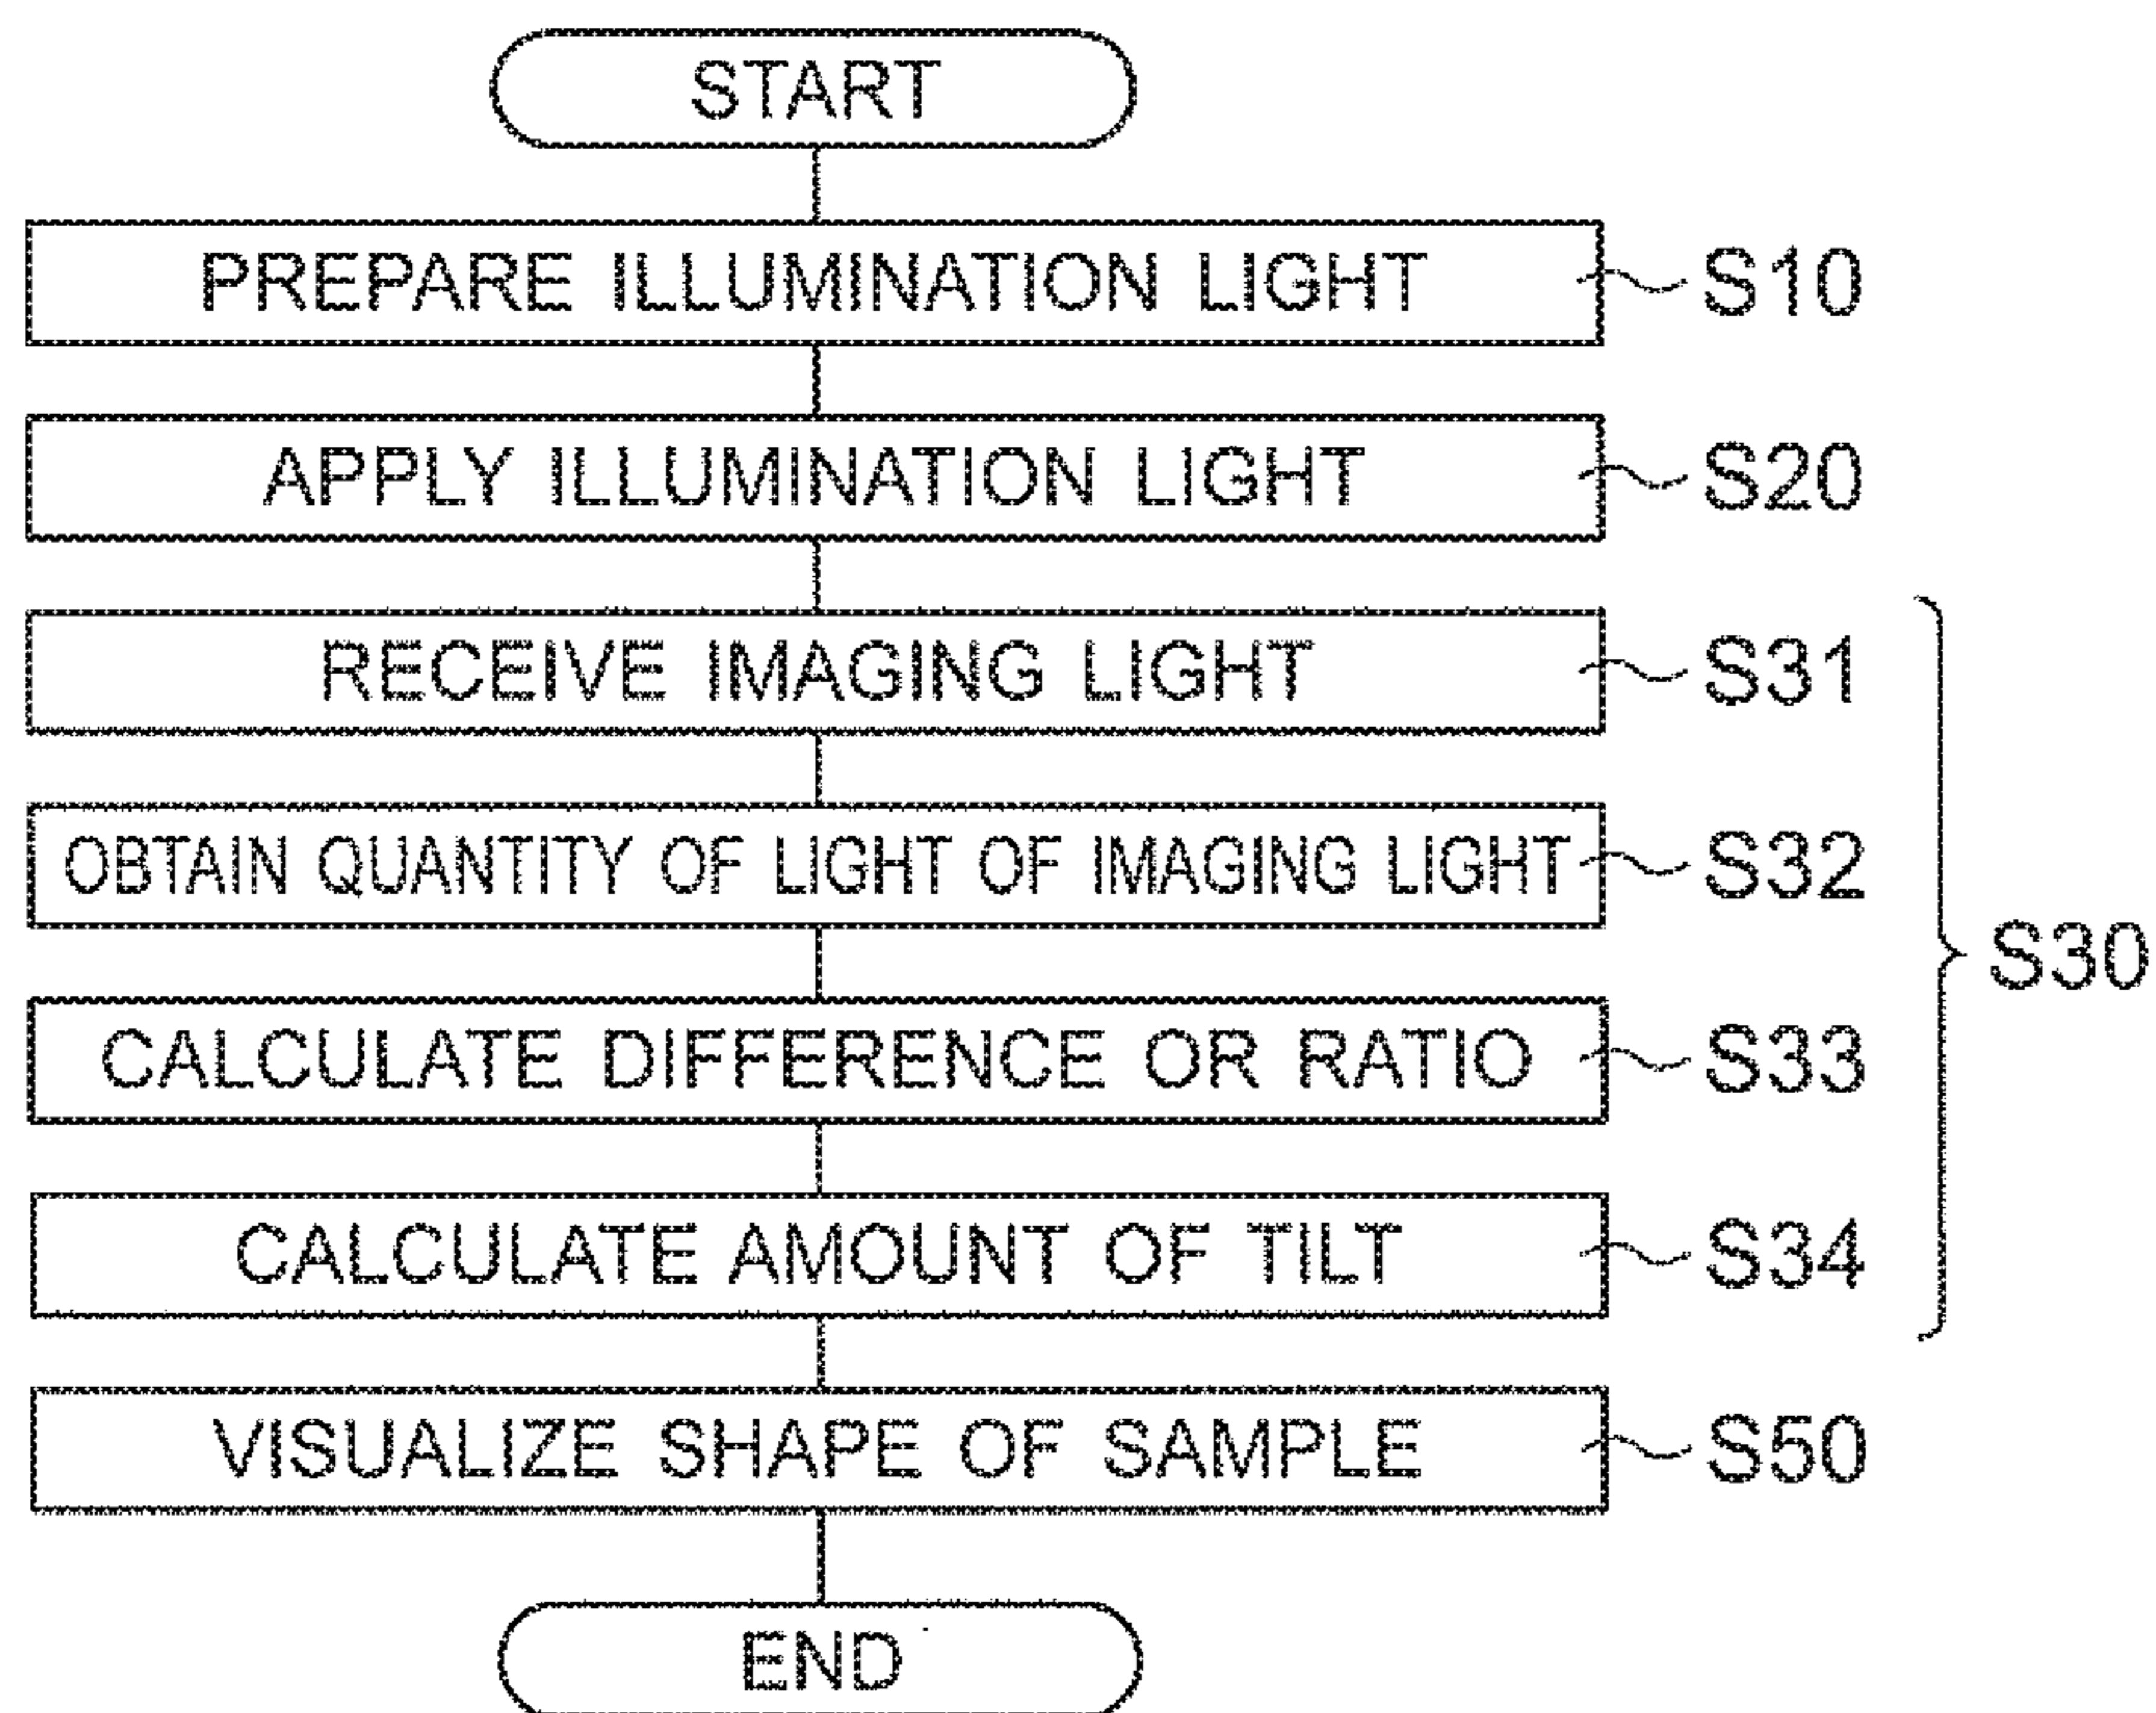 START
PREPARE ILLUMINATION LIGHT S10
APPLY ILLUMINATION LIGHT S20
RECEIVE IMAGING LIGHT S31
OBTAIN QUANTITY OF LIGHT OF IMAGING LIGHT S32
S30
CALCULATE DIFFERENCE OR RATIO S33
CALCULATE AMOUNT OF TILT S34
VISUALIZE SHAPE OF SAMPLE S50
END